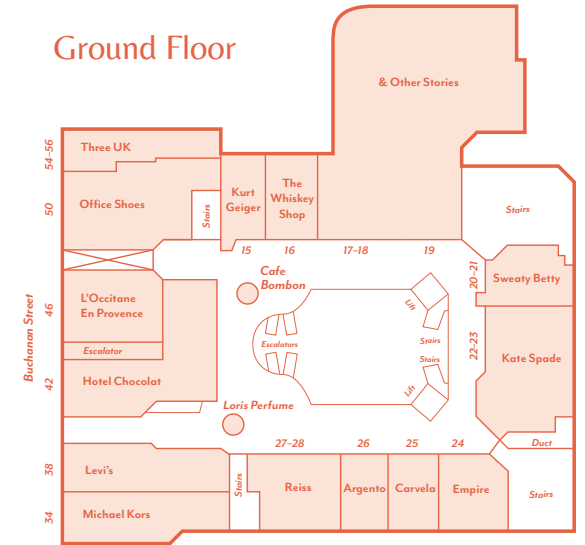 Ground Floor
& Other Stories
54–56
Three UK
50
Office Shoes
Stairs
Kurt
Geiger
The
Whiskey
Shop
Stairs
15
16
17–18
19
Cafe
Bombon
20–21
Sweaty Betty
46
L'Occitane
En Provence
Lift
Buchanan Street
Escalator
Escalators
Stairs
Stairs
22–23
Kate Spade
42
Hotel Chocolat
Lift
Loris Perfume
27–28
26
25
24
Duct
38
Levi's
Stairs
Reiss
Argento
Carvela
Empire
Stairs
34
Michael Kors